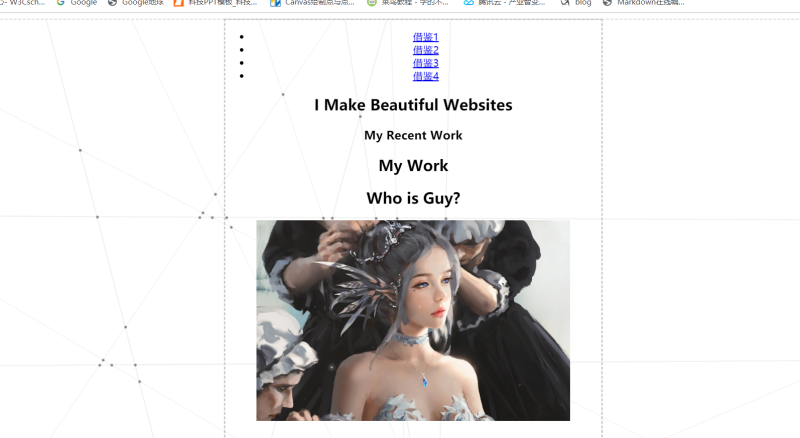 W3Csch...
Google
Google地球
科技PPT模板_科技...
Canvas绘制点与点...
菜鸟教程 - 学的不...
腾讯云 - 产业智变...
blog
Markdown在线编...
借鉴1
借鉴2
借鉴3
借鉴4
I Make Beautiful Websites
My Recent Work
My Work
Who is Guy?